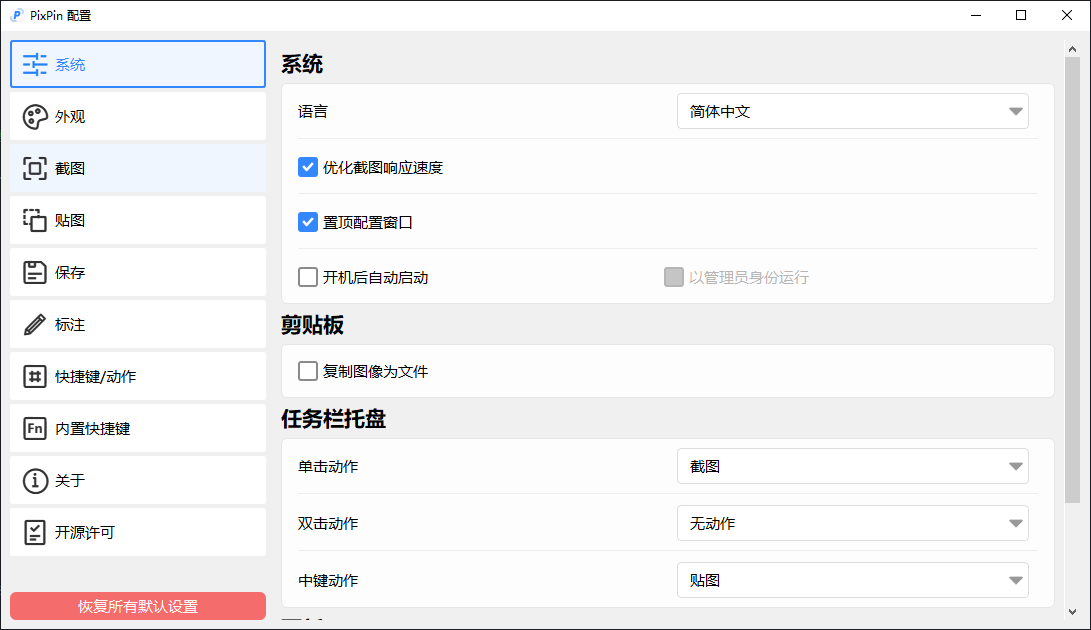 PixPin 配置
系统
外观
截图
贴图
保存
标注
快捷键/动作
内置快捷键
关于
开源许可
恢复所有默认设置
系统
语言
简体中文
优化截图响应速度
置顶配置窗口
开机后自动启动
以管理员身份运行
剪贴板
复制图像为文件
任务栏托盘
单击动作
截图
双击动作
无动作
中键动作
贴图